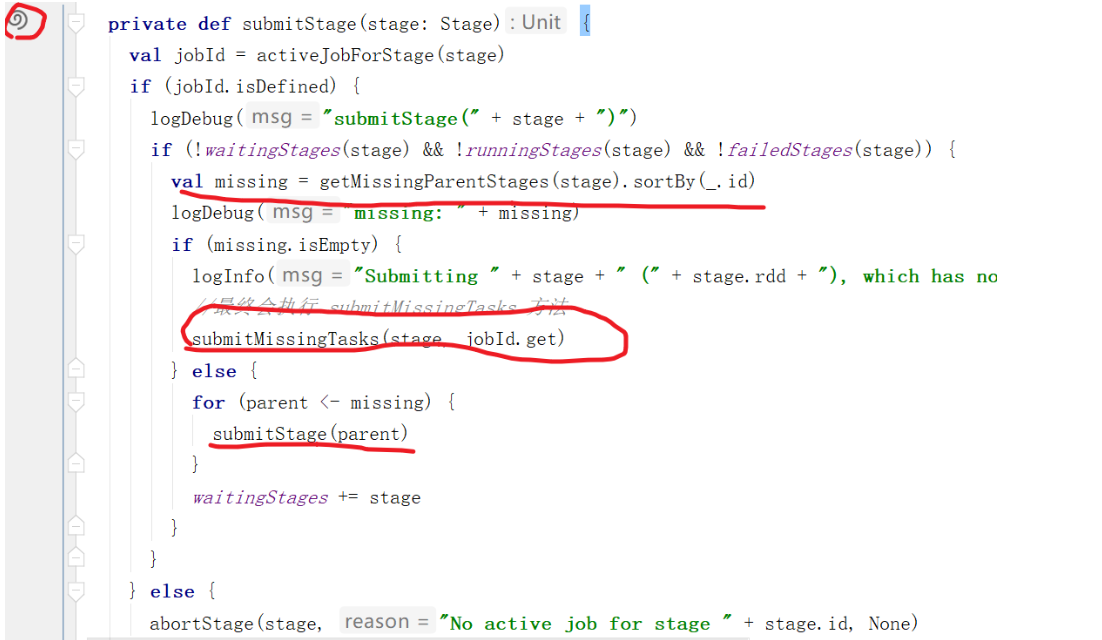 private def submitStage(stage: Stage) : Unit {
val jobId = activeJobForStage(stage)
if (jobId.isDefined) {
logDebug( msg = "submitStage(" + stage + ")")
if (!waitingStages(stage) && !runningStages(stage) && !failedStages(stage)) {
val missing = getMissingParentStages(stage).sortBy(_.id)
logDebug( msg = "missing: " + missing)
if (missing.isEmpty) {
logInfo( msg = "Submitting " + stage + " (" + stage.rdd + "), which has no
//最终会执行 submitMissingTasks 方法
submitMissingTasks(stage, jobId.get)
} else {
for (parent <- missing) {
submitStage(parent)
}
waitingStages += stage
}
}
} else {
abortStage(stage, reason = "No active job for stage " + stage.id, None)